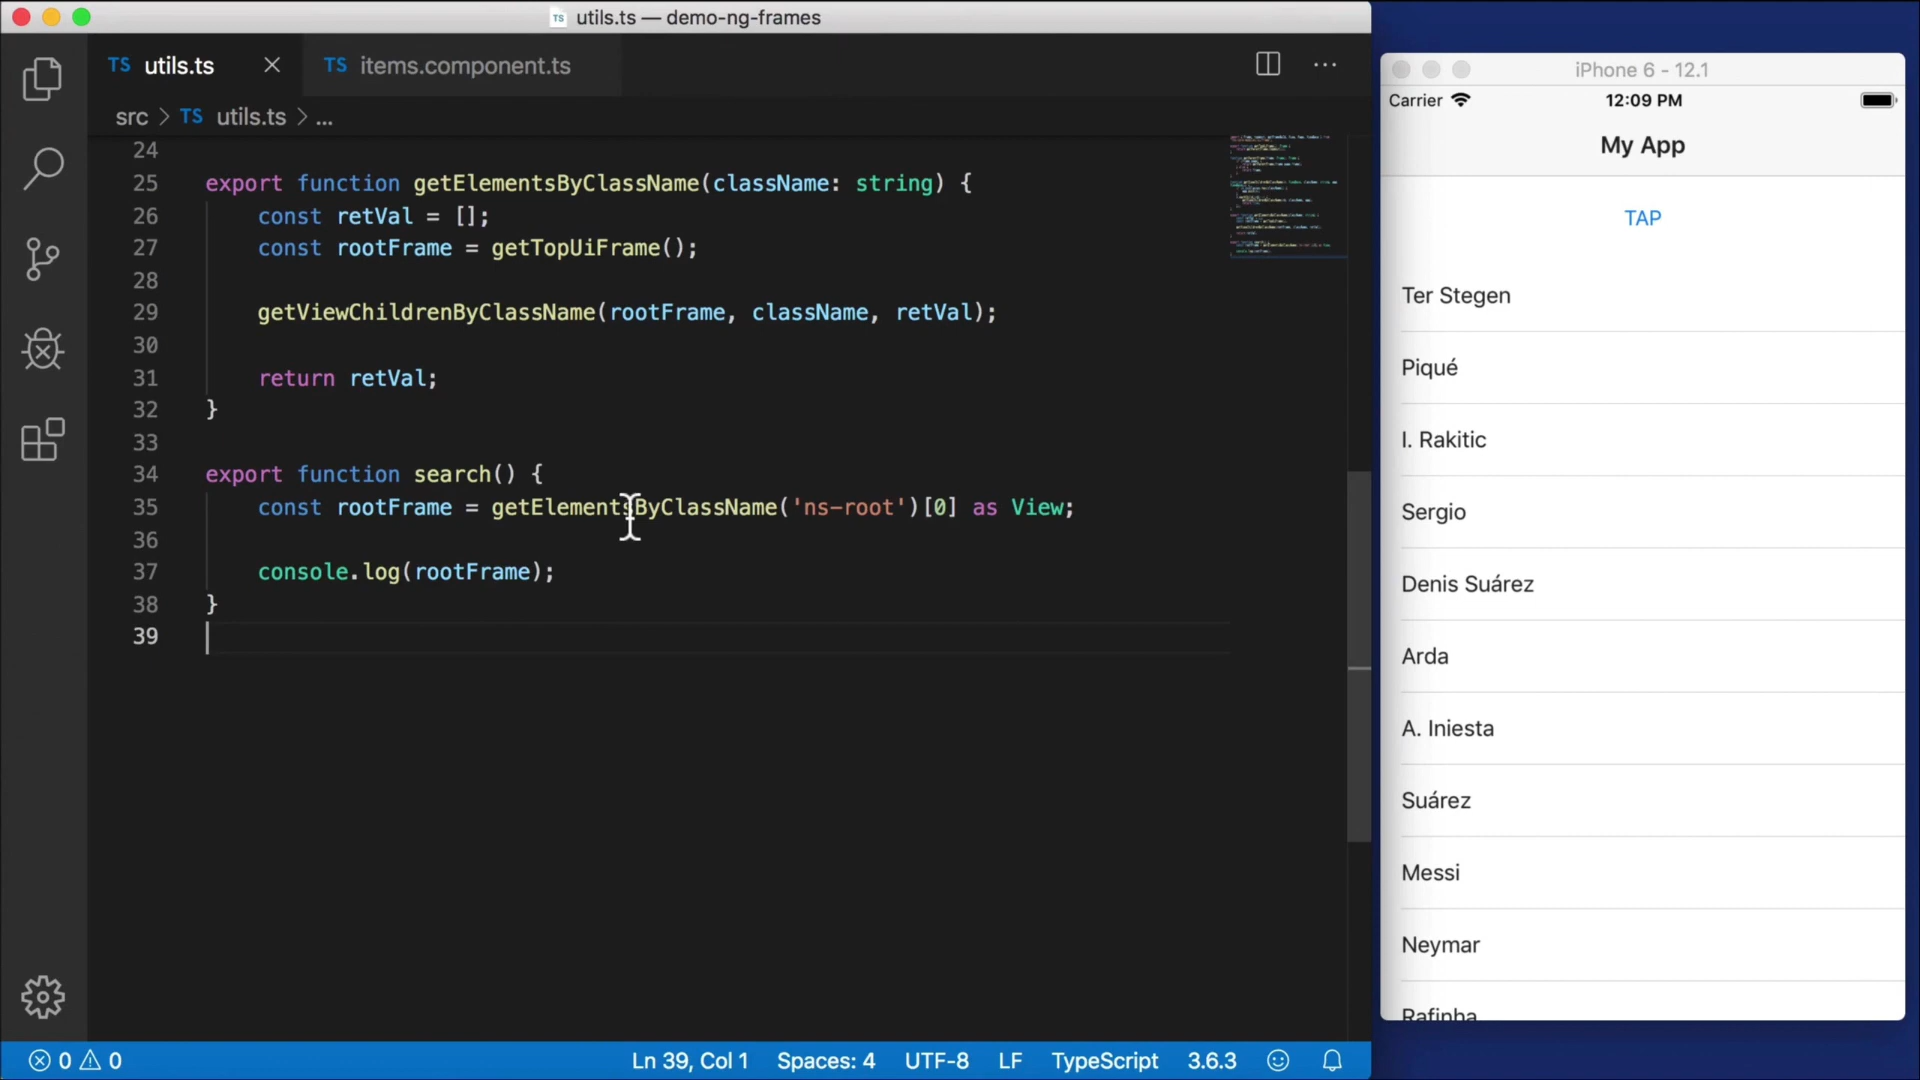 TS utils.ts — demo-ng-frames
TS utils.ts
TS items.component.ts
...
src > TS utils.ts > ...
24
25 export function getElementsByClassName(className: string) {
26 const retVal = [];
27 const rootFrame = getTopUiFrame();
28
29 getViewChildrenByClassName(rootFrame, className, retVal);
30
31 return retVal;
32 }
33
34 export function search() {
35 const rootFrame = getElementsByClassName('ns-root')[0] as View;
36
37 console.log(rootFrame);
38 }
39
0 0
Ln 39, Col 1 Spaces: 4 UTF-8 LF TypeScript 3.6.3
iPhone 6 - 12.1
Carrier 12:09 PM
My App
TAP
Ter Stegen
Piqué
I. Rakitic
Sergio
Denis Suárez
Arda
A. Iniesta
Suárez
Messi
Neymar
Rafinha